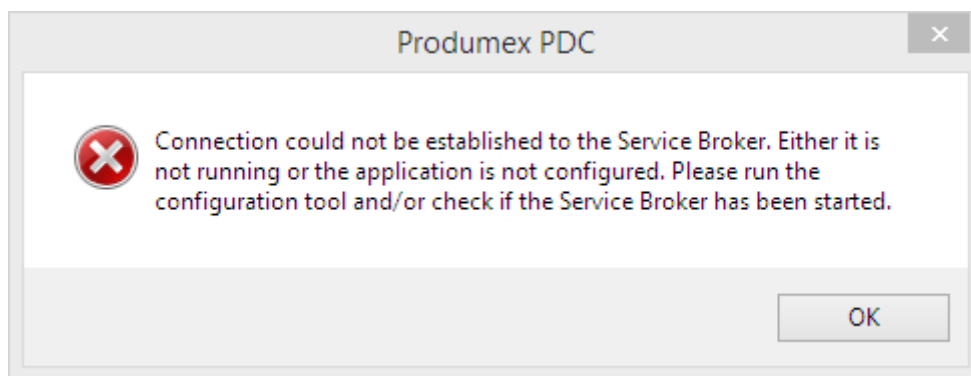 Produmex PDC
Connection could not be established to the Service Broker. Either it is
not running or the application is not configured. Please run the
configuration tool and/or check if the Service Broker has been started.
OK